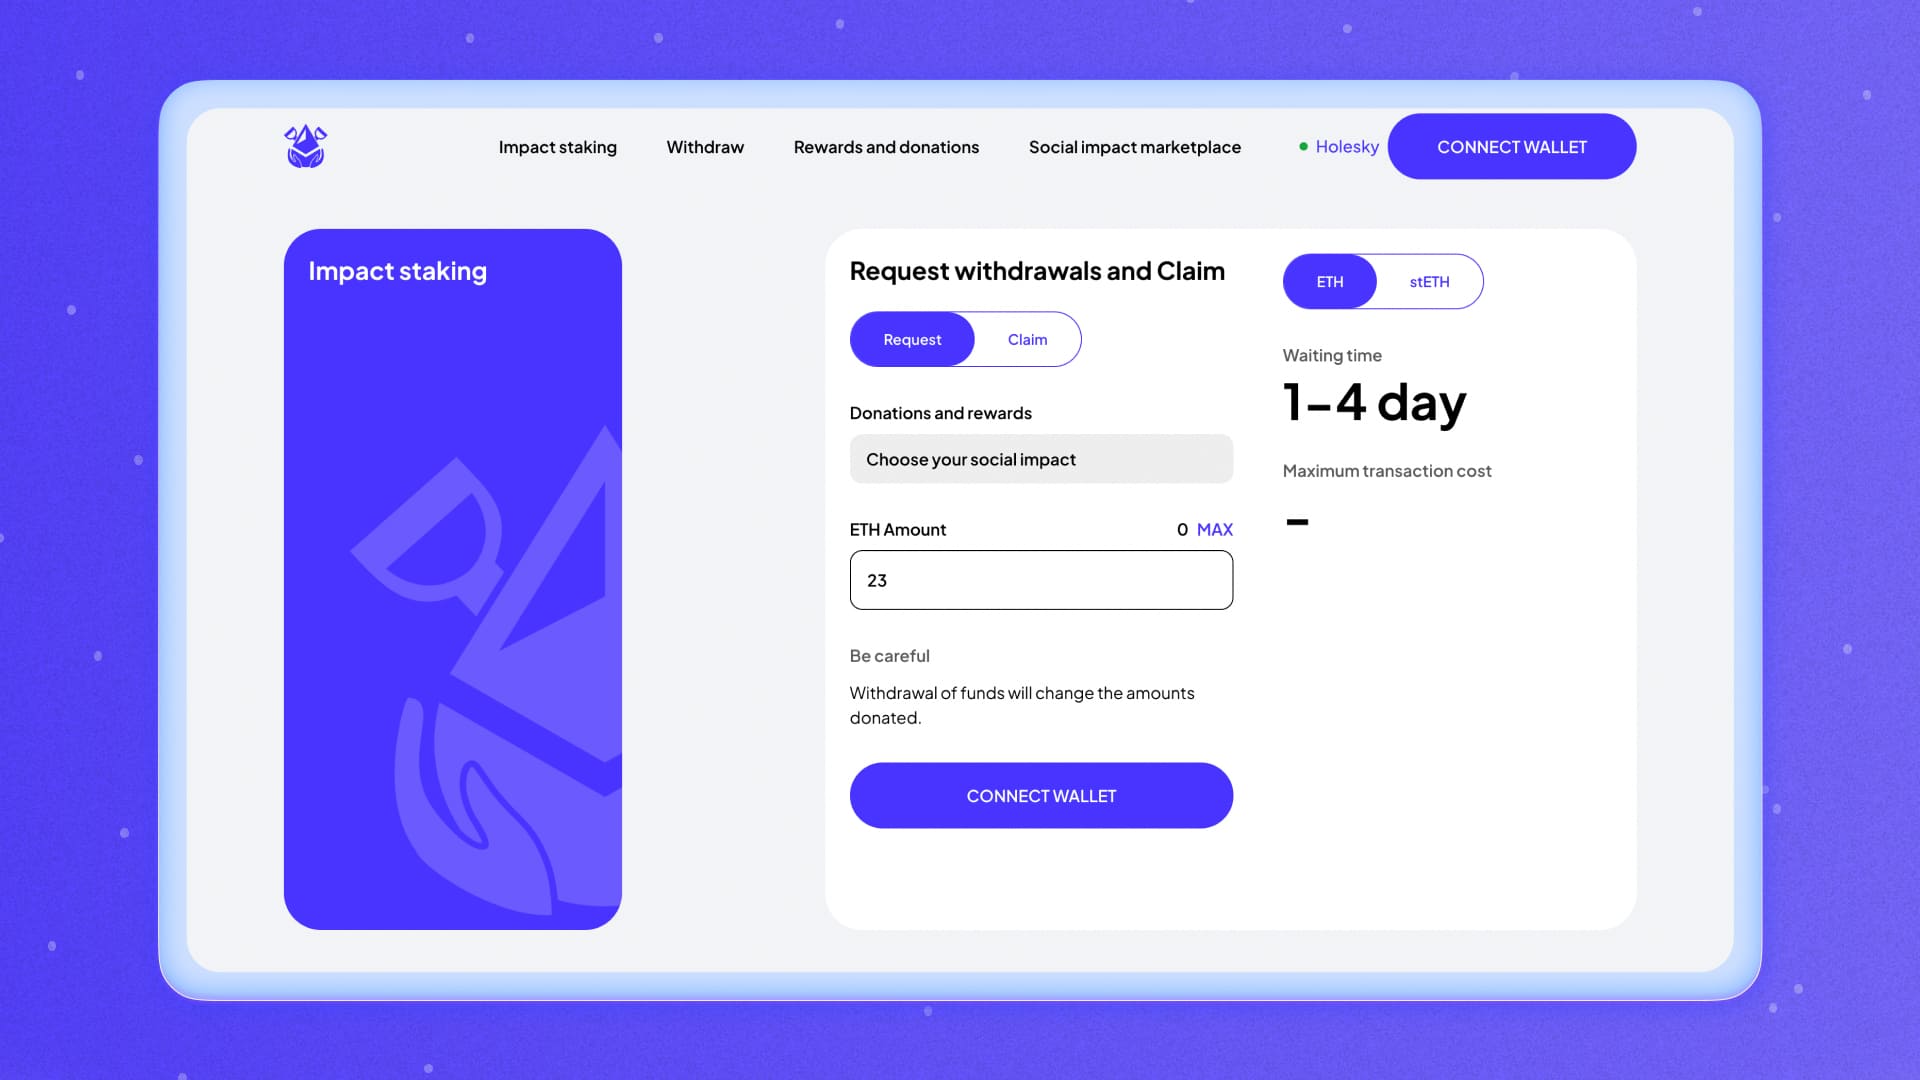 Impact staking
Withdraw
Rewards and donations
Social impact marketplace
Holesky
CONNECT WALLET
Impact staking
Request withdrawals and Claim
Request
Claim
Donations and rewards
Choose your social impact
ETH Amount
0 MAX
23
Be careful
Withdrawal of funds will change the amounts
donated.
CONNECT WALLET
ETH
stETH
Waiting time
1–4 day
Maximum transaction cost
–